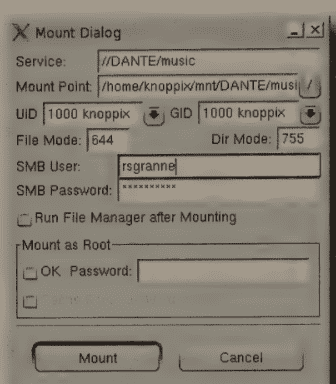 Mount Dialog
Service: //DANTE/music
Mount Point: /home/knoppix/mnt/DANTE/musi /
UID 1000 knoppix GID 1000 knoppix
File Mode: 644 Dir Mode: 755
SMB User: rsgranne
SMB Password: **********
Run File Manager after Mounting
Mount as Root
OK Password:
Mount Cancel